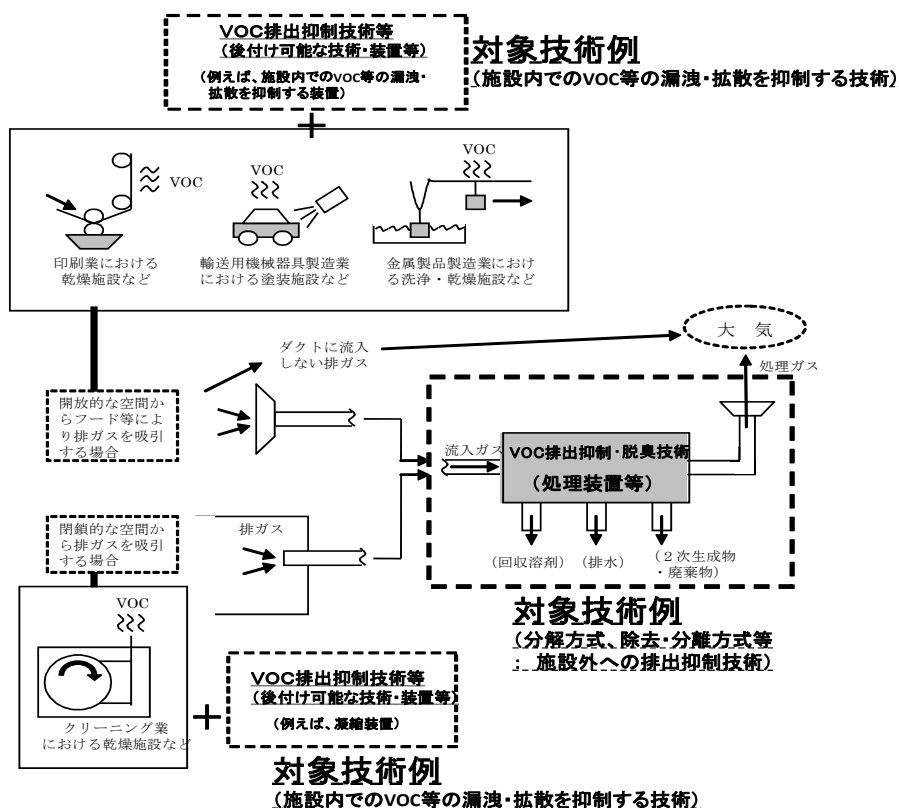 VOC排出抑制技術等
（後付け可能な技術・装置等）
（例えば、施設内でのVOC等の漏洩・
拡散を抑制する装置）
対象技術例
（施設内でのVOC等の漏洩・拡散を抑制する技術）
VOC
VOC
VOC
印刷業における
乾燥施設など
輸送用機械器具製造業
における塗装施設など
金属製品製造業におけ
る洗浄・乾燥施設など
大　気
ダクトに流入
しない排ガス
処理ガス
開放的な空間か
らフード等によ
り排ガスを吸引
する場合
流入ガス
VOC排出抑制・脱臭技術
（処理装置等）
閉鎖的な空間か
ら排ガスを吸引
する場合
排ガス
（回収溶剤）
（排水）
（２次生成物
・廃棄物）
対象技術例
（分解方式、除去・分離方式等
：施設外への排出抑制技術）
VOC
クリーニング業
における乾燥施設など
VOC排出抑制技術等
（後付け可能な技術・装置等）
（例えば、凝縮装置）
対象技術例
（施設内でのVOC等の漏洩・拡散を抑制する技術）